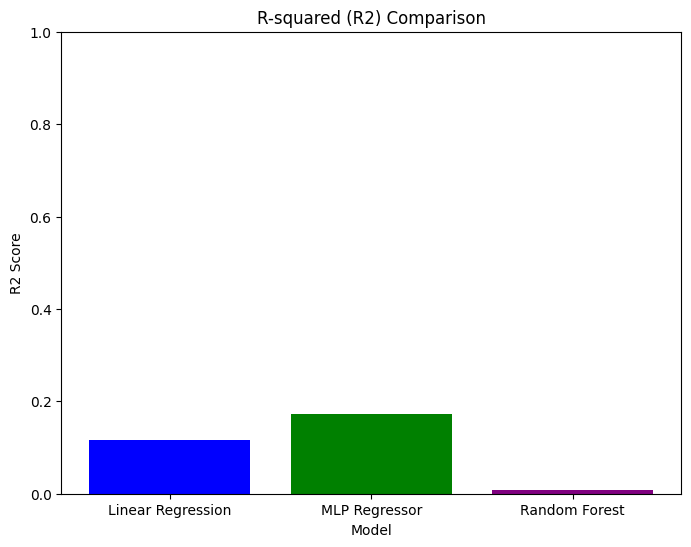 R-squared (R2) Comparison
1.0
0.8
0.6
0.4
0.2
0.0
R2 Score
Linear Regression
MLP Regressor
Random Forest
Model